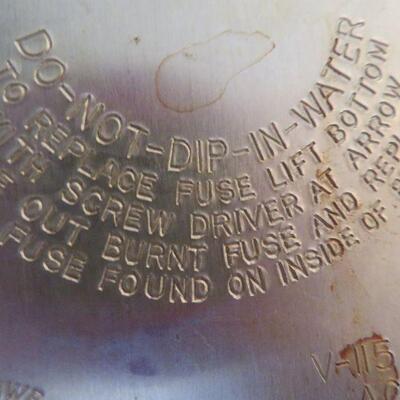 DO-NOT-DIP-IN-WATER
TO REPLACE FUSE LIFT BOTTOM
WITH SCREW DRIVER AT ARROW
OUT BURNT FUSE AND
FUSE FOUND ON INSIDE OF
V-115